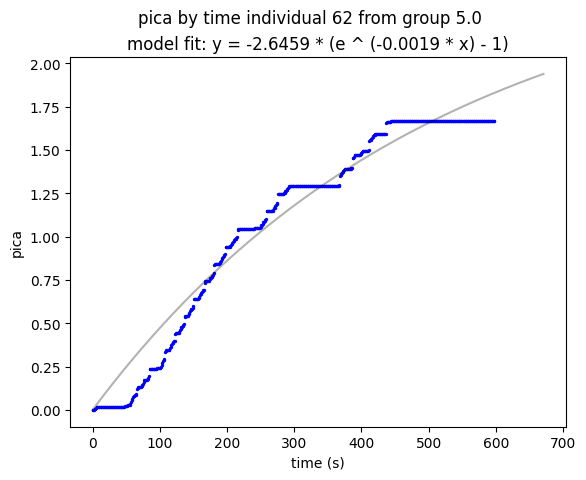 pica by time individual 62 from group 5.0
model fit: y = -2.6459 * (e ^ (-0.0019 * x) - 1)
2.00
1.75
1.50
1.25
1.00
0.75
0.50
0.25
0.00
pica
0 100 200 300 400 500 600 700
time (s)